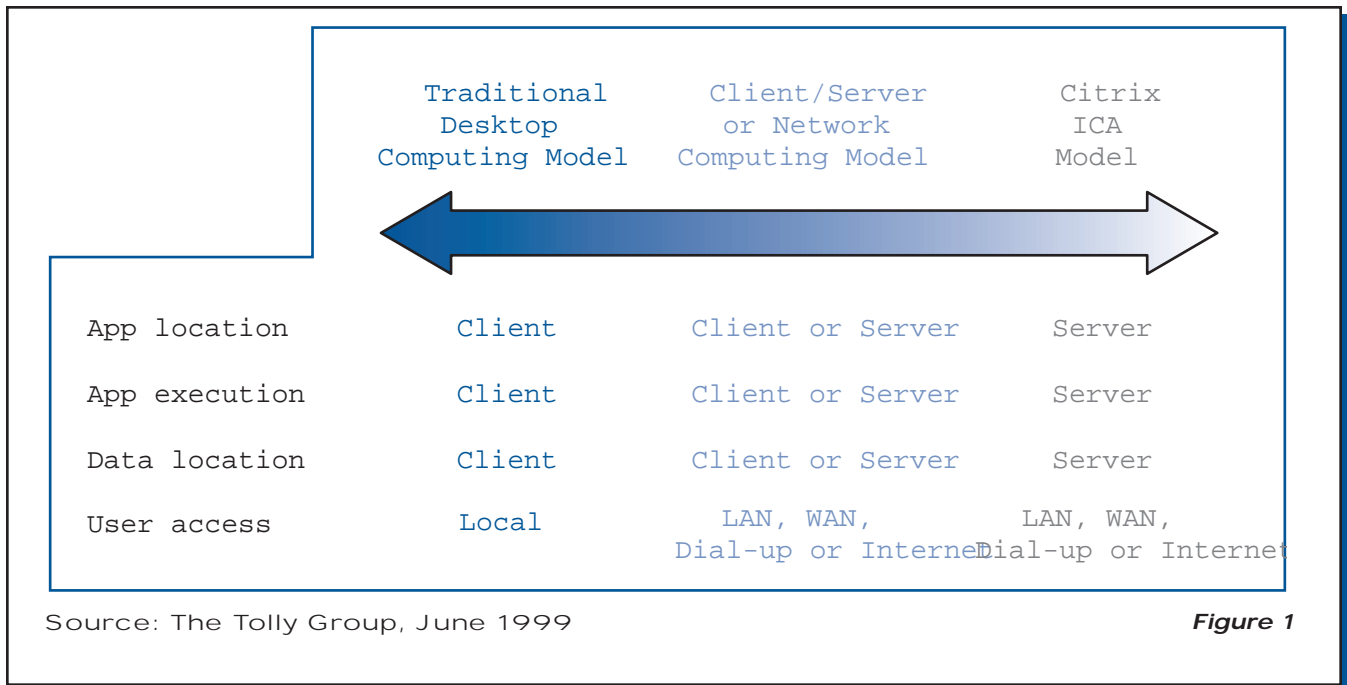 Traditional Desktop Computing Model
Client/Server or Network Computing Model
Citrix ICA Model
App location Client Client or Server Server
App execution Client Client or Server Server
Data location Client Client or Server Server
User access Local LAN, WAN, LAN, WAN,
Dial-up or Internet Dial-up or Internet
Source: The Tolly Group, June 1999 Figure 1